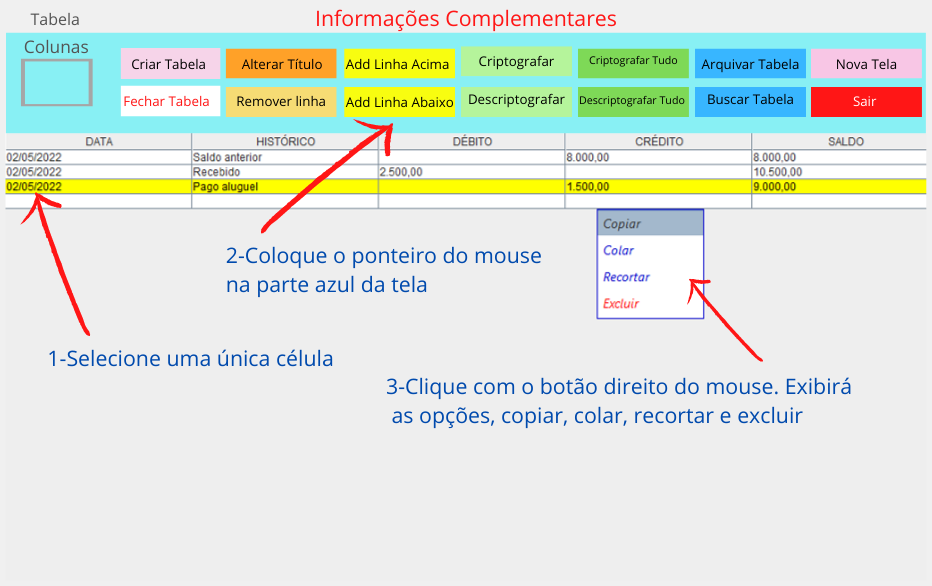 Tabela
Informações Complementares
Colunas
Criar Tabela
Alterar Título
Add Linha Acima
Criptografar
Criptografar Tudo
Arquivar Tabela
Nova Tela
Fechar Tabela
Remover linha
Add Linha Abaixo
Descriptografar
Descriptografar Tudo
Buscar Tabela
Sair
DATA HISTÓRICO DÉBITO CRÉDITO SALDO
02/05/2022 Saldo anterior 8.000,00 8.000,00
02/05/2022 Recebido 2.500,00 10.500,00
02/05/2022 Pago aluguel 1.500,00 9.000,00
Copiar
Colar
Recortar
Excluir
2-Coloque o ponteiro do mouse
na parte azul da tela
1-Selecione uma única célula
3-Clique com o botão direito do mouse. Exibirá
as opções, copiar, colar, recortar e excluir